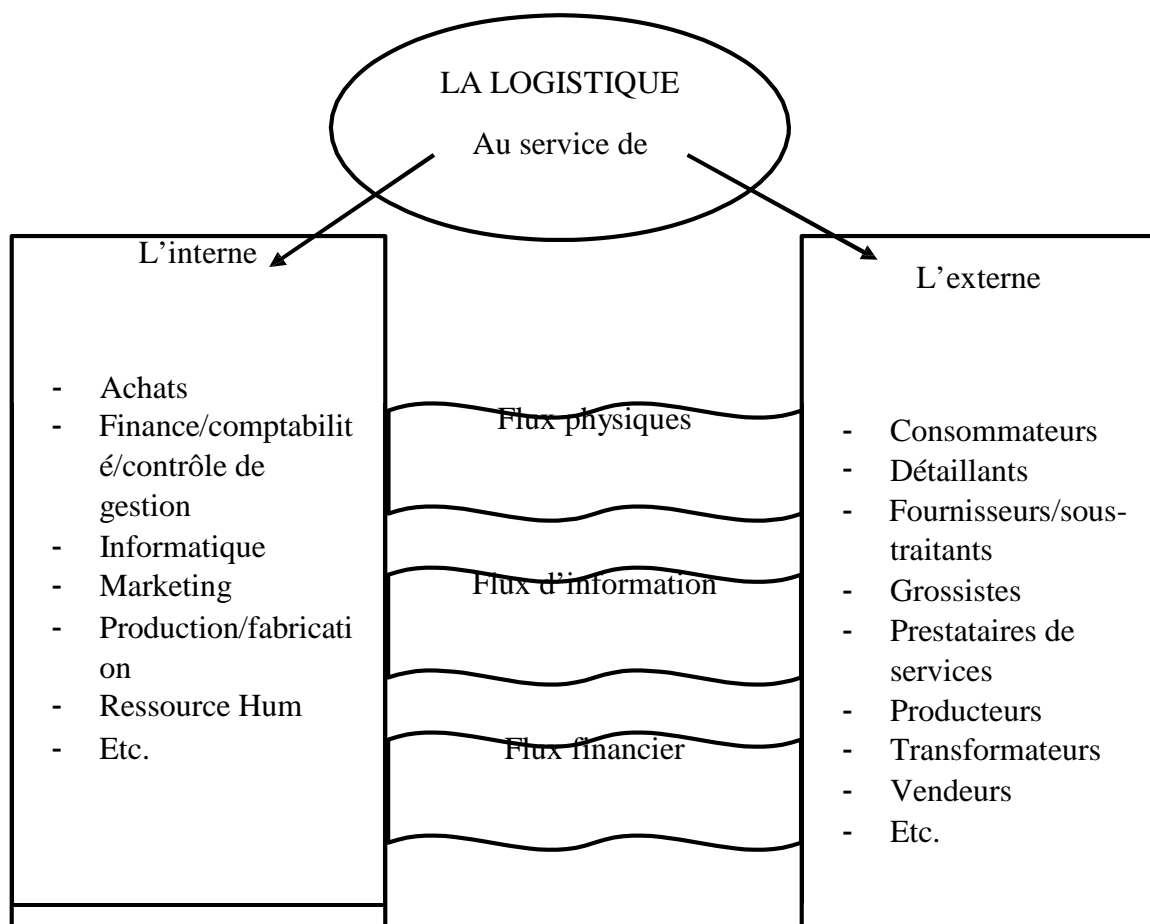 LA LOGISTIQUE
Au service de
L’interne
- Achats
- Finance/comptabilit
é/contrôle de
gestion
- Informatique
- Marketing
- Production/fabricati
on
- Ressource Hum
- Etc.
Flux physiques
Flux d’information
Flux financier
L’externe
- Consommateurs
- Détaillants
- Fournisseurs/sous-
traitants
- Grossistes
- Prestataires de
services
- Producteurs
- Transformateurs
- Vendeurs
- Etc.